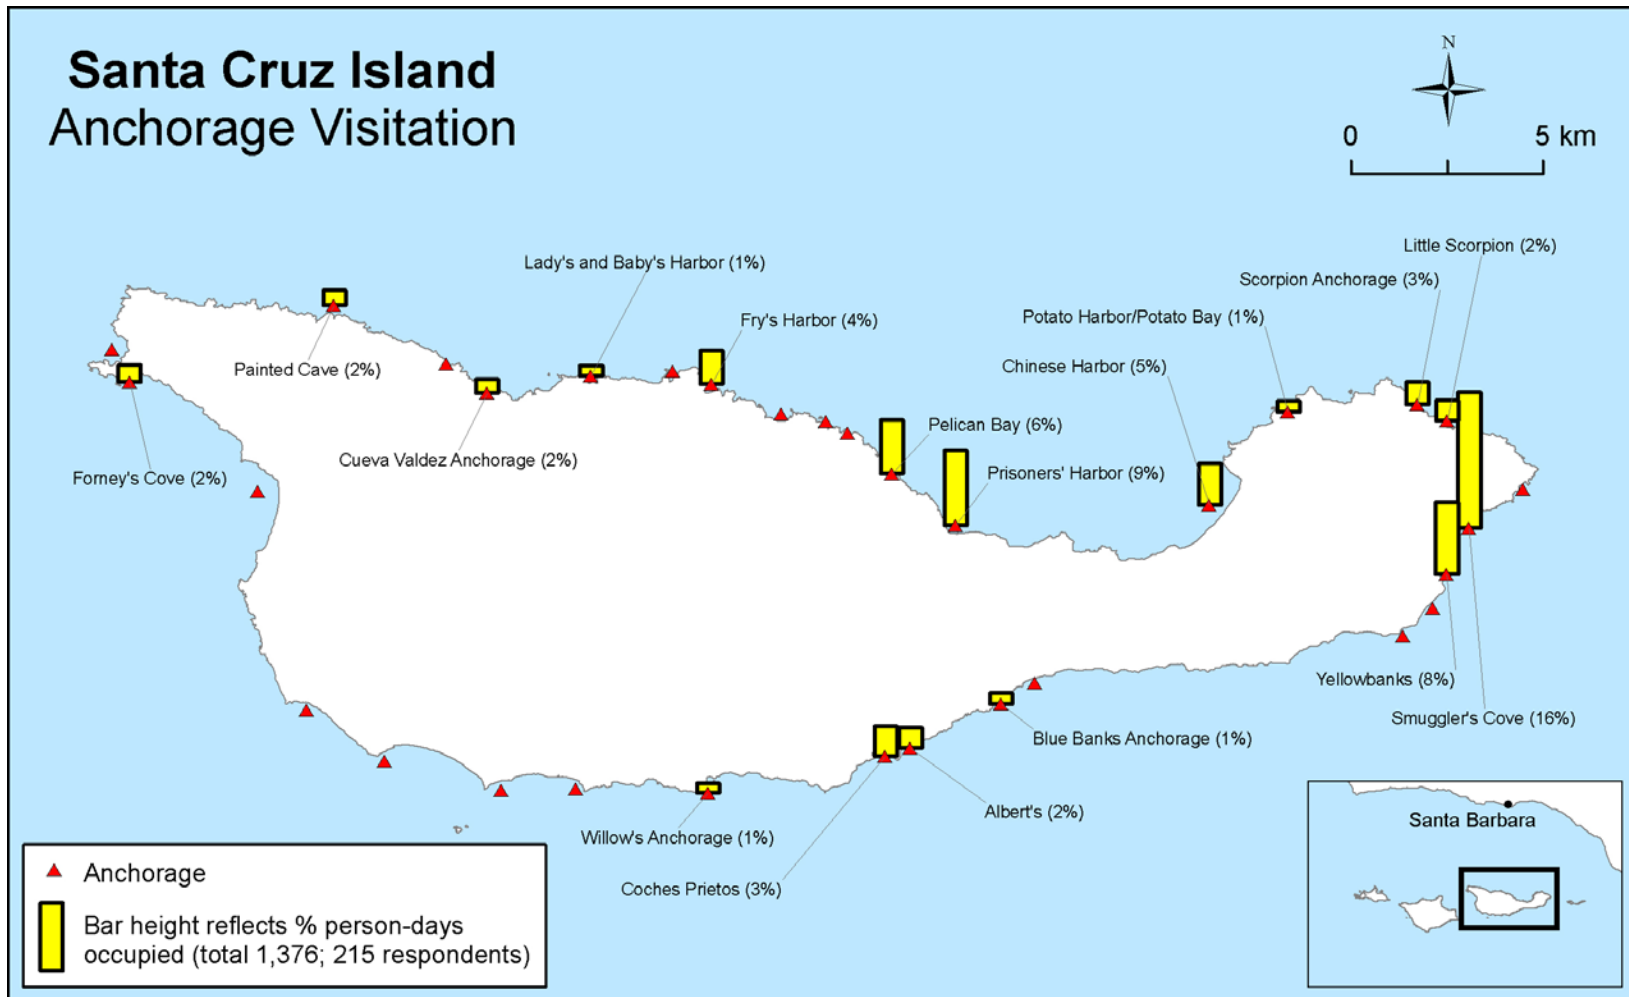 Santa Cruz Island
Anchorage Visitation
N
0 5 km
Little Scorpion (2%)
Lady's and Baby's Harbor (1%)
Scorpion Anchorage (3%)
Potato Harbor/Potato Bay (1%)
Fry's Harbor (4%)
Chinese Harbor (5%)
Painted Cave (2%)
Pelican Bay (6%)
Cueva Valdez Anchorage (2%)
Prisoners' Harbor (9%)
Forney's Cove (2%)
Yellowbanks (8%)
Smuggler's Cove (16%)
Blue Banks Anchorage (1%)
Albert's (2%)
Willow's Anchorage (1%)
Coches Prietos (3%)
Santa Barbara
Anchorage
Bar height reflects % person-days
occupied (total 1,376; 215 respondents)